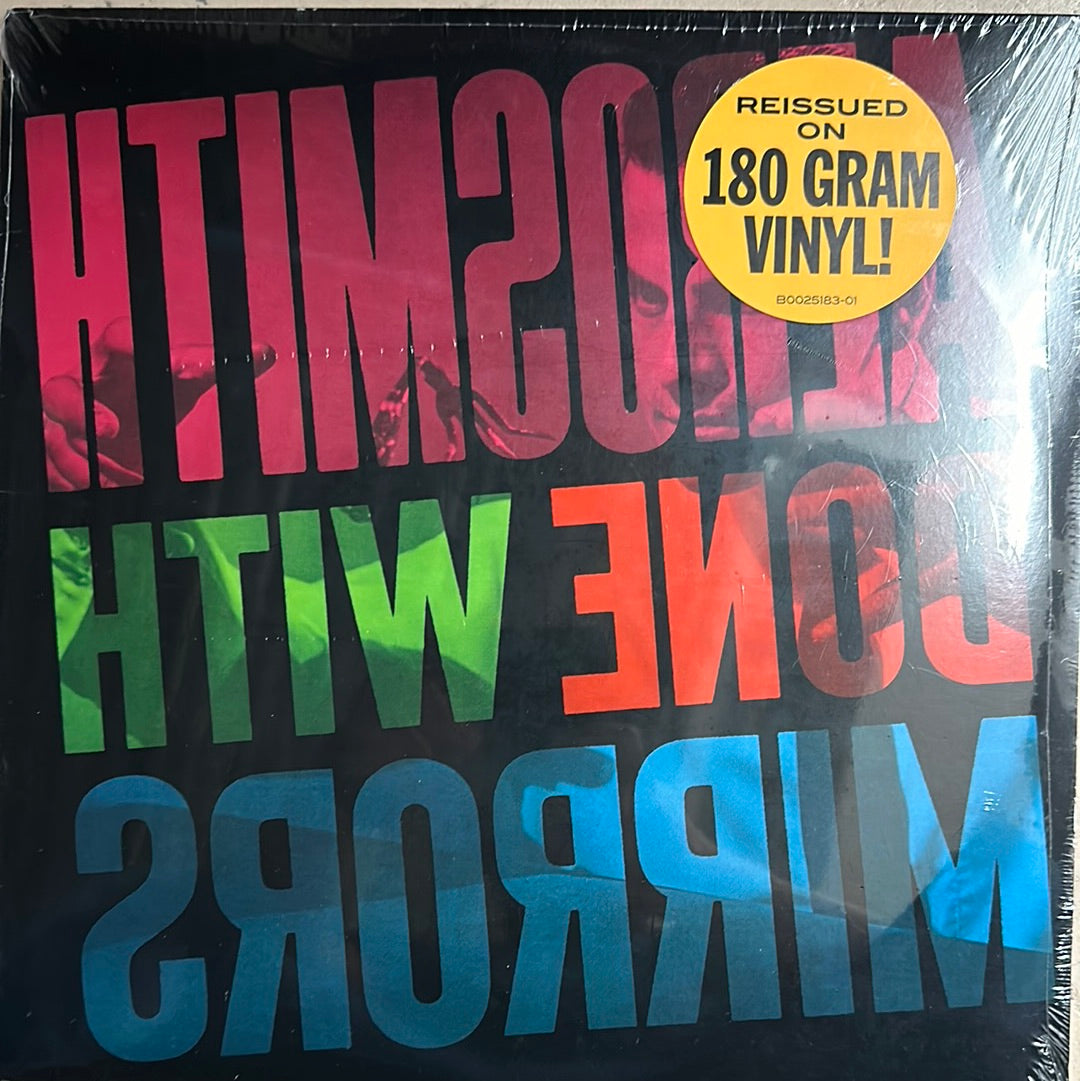 AEROSMITH
DONE WITH
MIRRORS
REISSUED
ON
180 GRAM
VINYL!
B0025183-01